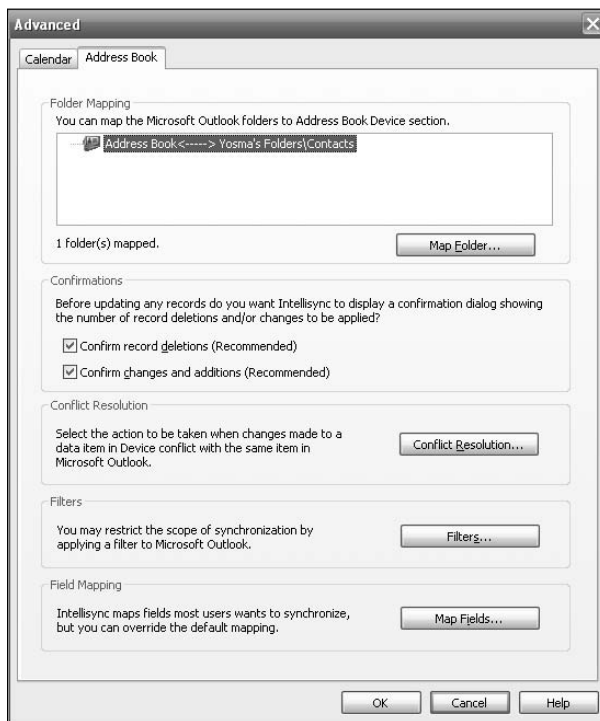 Advanced
Calendar
Address Book
Folder Mapping
You can map the Microsoft Outlook folders to Address Book Device section.
Address Book<-----> Yosma's Folders\Contacts
1 folder(s) mapped.
Map Folder...
Confirmations
Before updating any records do you want Intellisync to display a confirmation dialog showing
the number of record deletions and/or changes to be applied?
Confirm record deletions (Recommended)
Confirm changes and additions (Recommended)
Conflict Resolution
Select the action to be taken when changes made to a
data item in Device conflict with the same item in
Microsoft Outlook.
Conflict Resolution...
Filters
You may restrict the scope of synchronization by
applying a filter to Microsoft Outlook.
Filters...
Field Mapping
Intellisync maps fields most users wants to synchronize,
but you can override the default mapping.
Map Fields...
OK
Cancel
Help